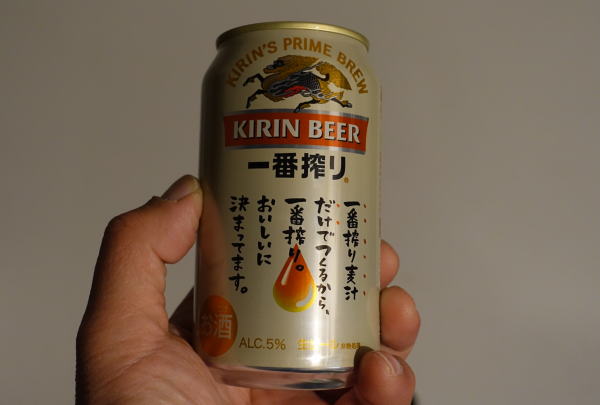 KIRIN'S PRIME BREW
KIRIN BEER
一番搾り®
一番搾り麦汁
だけでつくるから、
一番搾り。
おいしいに
決まってます。
お酒
ALC.5%